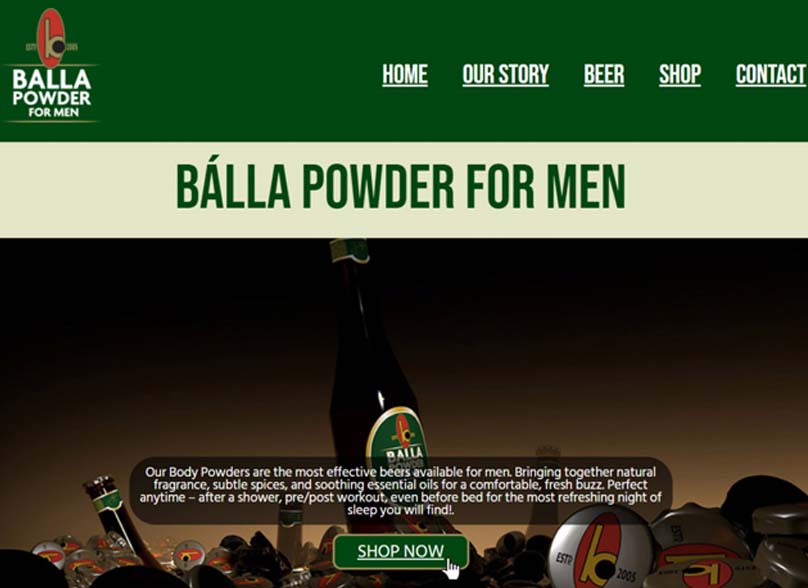 ESTD 2005
BALLA
POWDER
FOR MEN
HOME OUR STORY BEER SHOP CONTACT
BÁLLA POWDER FOR MEN
BALLA
POWDER
Our Body Powders are the most effective beers available for men. Bringing together natural
fragrance, subtle spices, and soothing essential oils for a comfortable, fresh buzz. Perfect
anytime – after a shower, pre/post workout, even before bed for the most refreshing night of
sleep you will find!.
SHOP NOW
ESTD b 2005